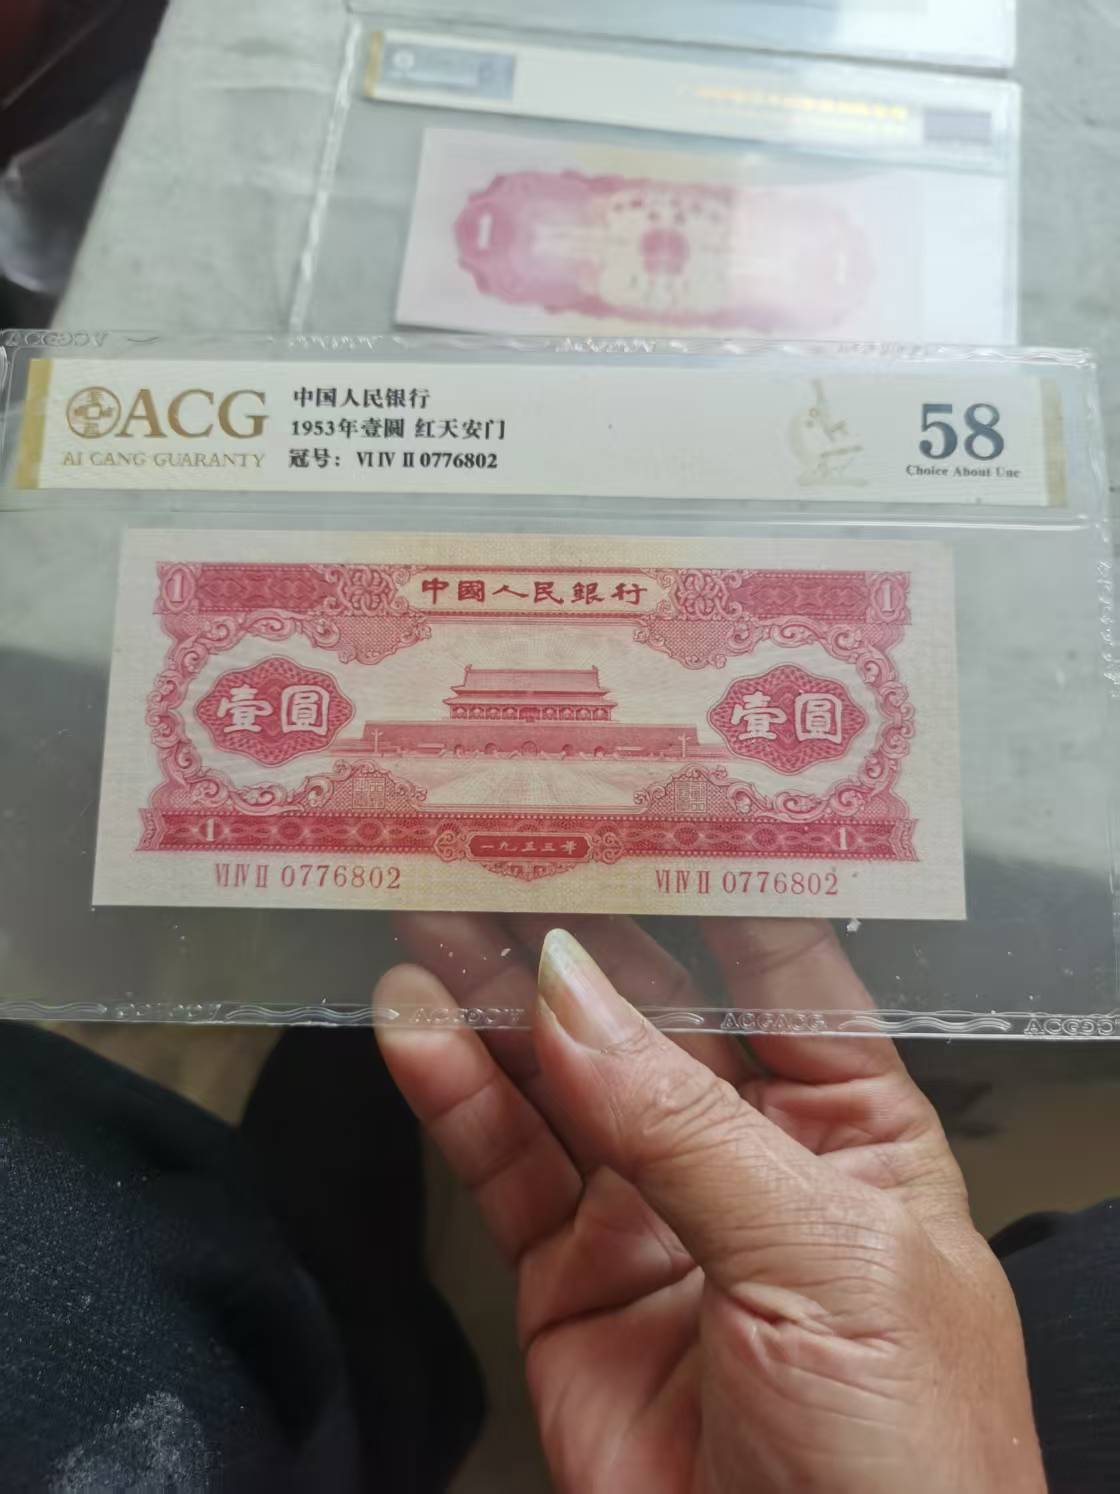 1
1
ACG
AI CANG GUARANTY
中国人民银行
1953年壹圆 红天安门
冠号: VI IV II 0776802
58
Choice About Unc
中國人民銀行
1
1
壹圓
壹圓
1
1
一九五三年
VI IV II 0776802
VI IV II 0776802
ACGACG